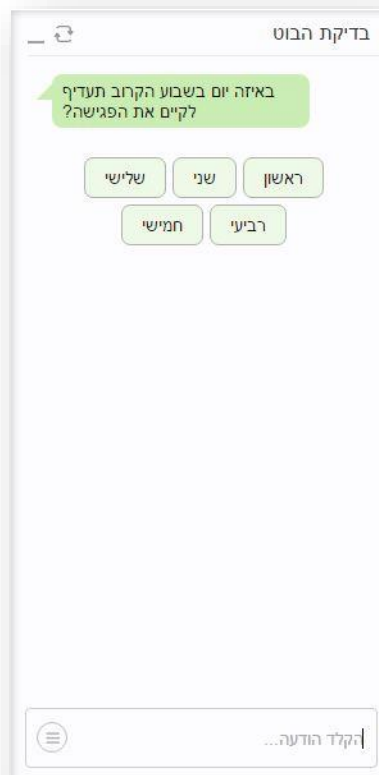 בדיקת הבוט
באיזה יום בשבוע הקרוב תעדיף
לקיים את הפגישה?
ראשון שני שלישי
רביעי חמישי
הקלד הודעה...